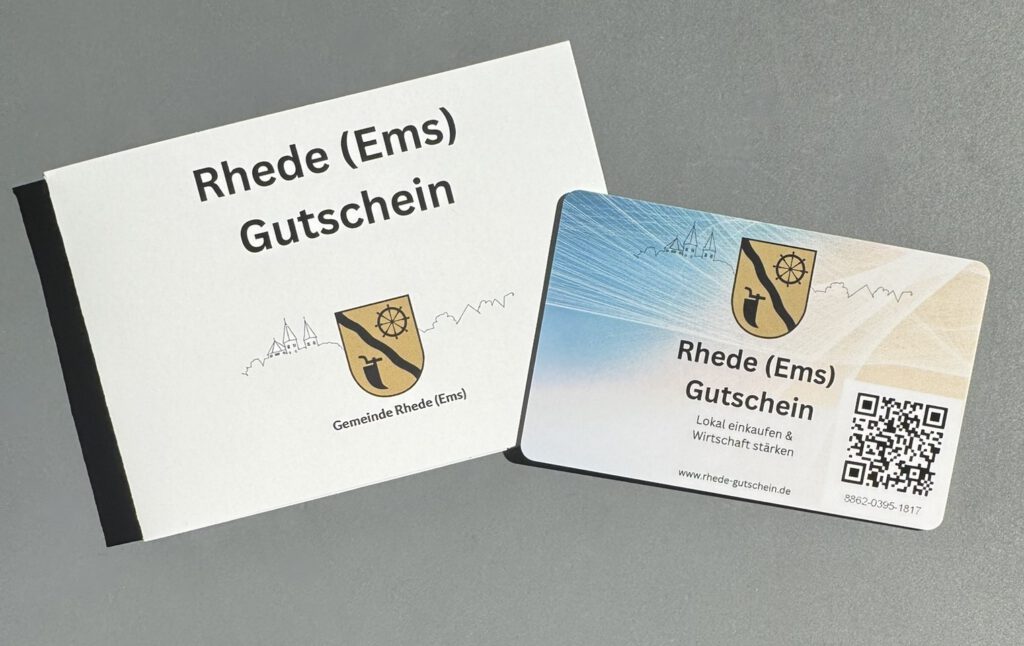 Rhede (Ems)
Gutschein
Gemeinde Rhede (Ems)
Rhede (Ems)
Gutschein
Lokal einkaufen &
Wirtschaft stärken
www.rhede-gutschein.de
8862-0395-1817